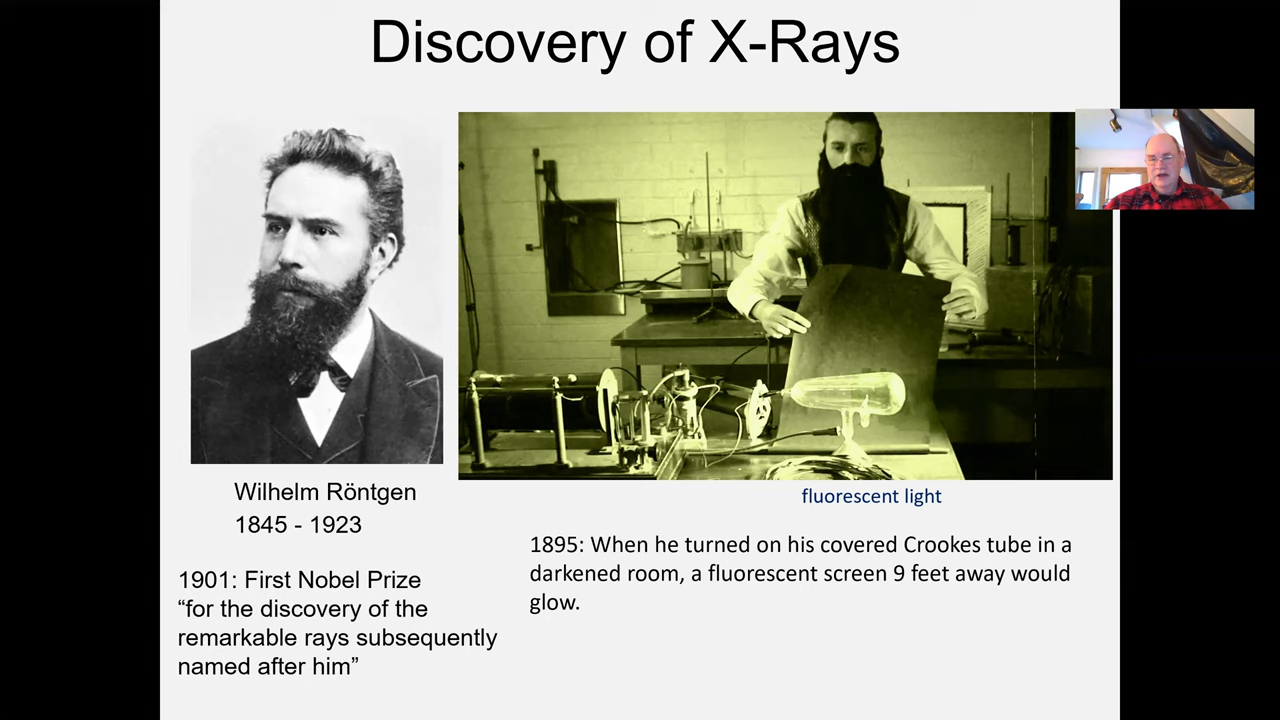 Discovery of X-Rays
Wilhelm Röntgen
1845 - 1923
1901: First Nobel Prize
“for the discovery of the
remarkable rays subsequently
named after him”
fluorescent light
1895: When he turned on his covered Crookes tube in a
darkened room, a fluorescent screen 9 feet away would
glow.